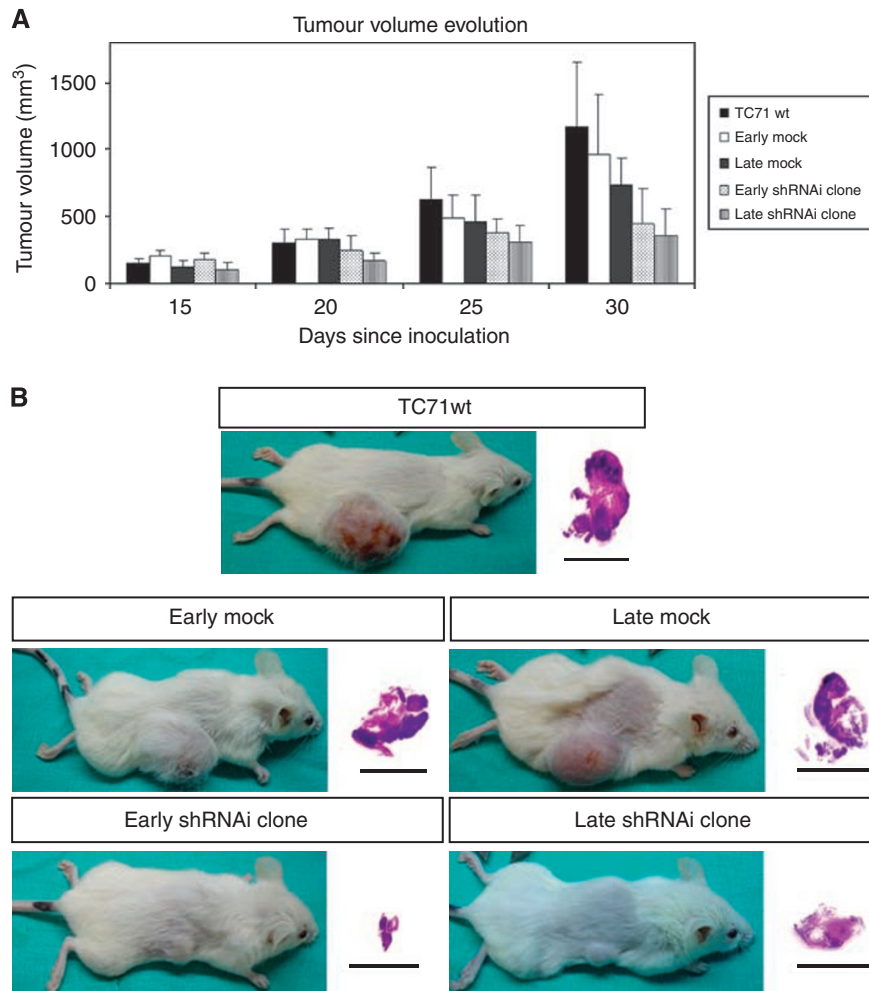 A
Tumour volume evolution
Tumour volume (mm³)
1500
1000
500
0
15 20 25 30
Days since inoculation
TC71 wt
Early mock
Late mock
Early shRNAi clone
Late shRNAi clone
B
TC71wt
Early mock
Late mock
Early shRNAi clone
Late shRNAi clone